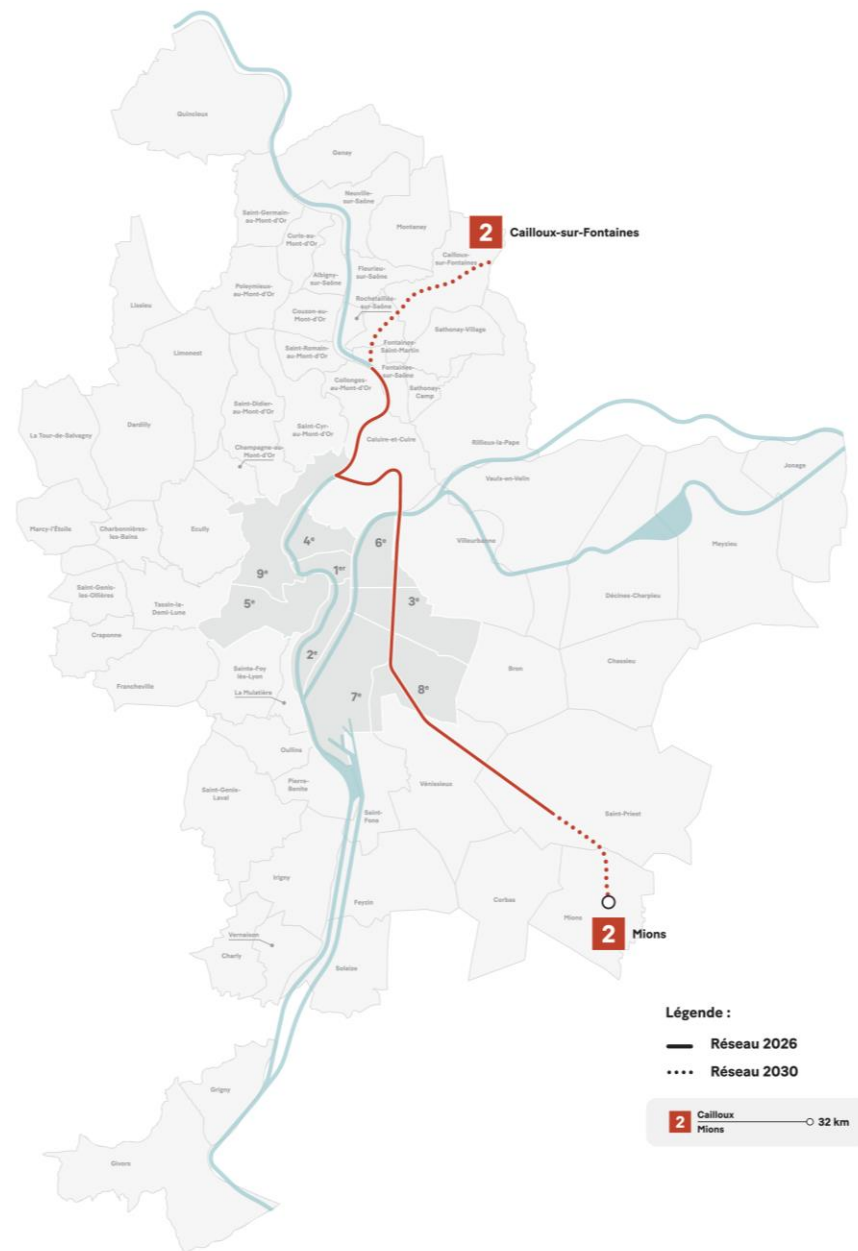 Quincieux
Genay
Neuville-
sur-Saône
Montanay
Saint-Germain-
au-Mont-d'Or
Curis-au-
Mont-d'Or
2
Cailloux-sur-Fontaines
Cailloux-
sur-Fontaines
Albigny-
sur-Saône
Fleurieu-
sur-Saône
Poleymieux-
au-Mont-d'Or
Rochetaillée-
sur-Saône
Lissieu
Couzon-au-
Mont-d'Or
Sathonay-Village
Limonest
Saint-Romain-
au-Mont-d'Or
Fontaines-
Saint-Martin
Fontaines-
sur-Saône
Collonges-
au-Mont-d'Or
Sathonay-
Camp
Saint-Didier-
au-Mont-d'Or
Saint-Cyr-
au-Mont-d'Or
Dardilly
La Tour-de-Salvagny
Caluire-et-Cuire
Rillieux-la-Pape
Champagne-au-
Mont-d'Or
Jonage
Vaulx-en-Velin
Marcy-l'Étoile
Charbonnières-
les-Bains
Ecully
Villeurbanne
Meyzieu
4e
6e
1er
9e
Saint-Genis-
les-Ollières
Tassin-la-
Demi-Lune
5e
3e
Décines-Charpieu
Craponne
Francheville
Sainte-Foy
lès-Lyon
2e
La Mulatière
7e
8e
Bron
Chassieu
Oullins
Saint-Genis-
Laval
Pierre-
Bénite
Vénissieux
Saint-
Fons
Saint-Priest
Irigny
Feyzin
Corbas
Mions
2
Mions
Vernaison
Charly
Solaize
Légende :
Réseau 2026
Réseau 2030
Grigny
2
Cailloux
Mions
32 km
Givors